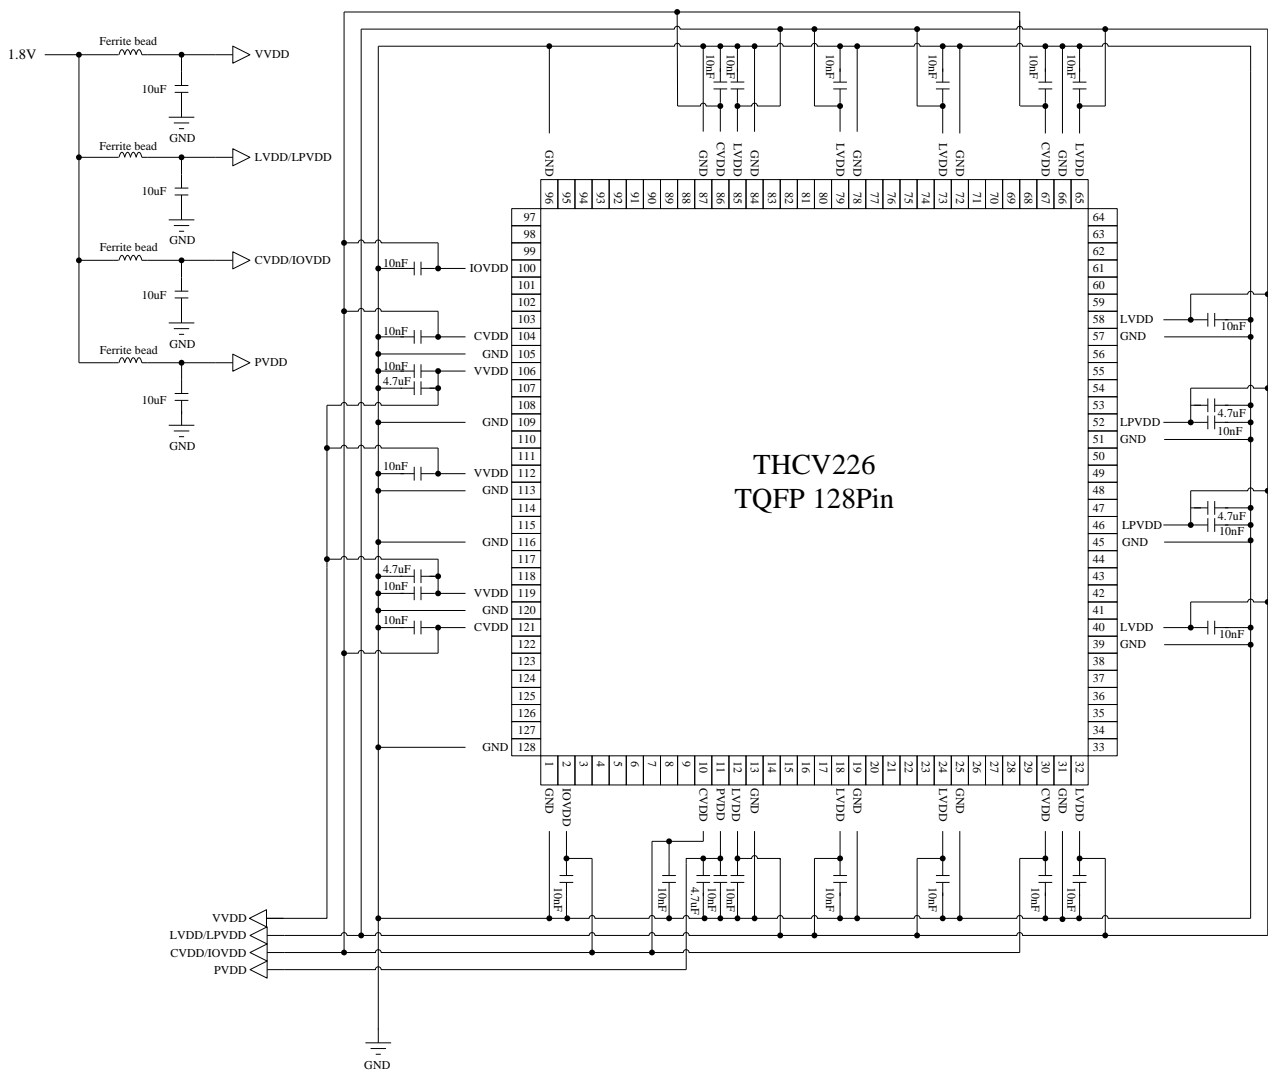 1.8V
Ferrite bead
VVDD
10uF
GND
Ferrite bead
LVDD/LPVDD
10uF
GND
Ferrite bead
CVDD/IOVDD
10uF
GND
Ferrite bead
PVDD
10uF
GND
10nF
10nF
10nF
10nF
10nF
10nF
GND
GND
CVDD
LVDD
GND
LVDD
GND
LVDD
GND
CVDD
GND
LVDD
96
95
94
93
92
91
90
89
88
87
86
85
84
83
82
81
80
79
78
77
76
75
74
73
72
71
70
69
68
67
66
65
97
98
99
10nF
IOVDD
100
101
102
103
10nF
CVDD
104
GND
105
10nF
VVDD
106
4.7uF
107
108
GND
109
110
111
10nF
VVDD
112
GND
113
114
115
GND
116
117
4.7uF
118
10nF
VVDD
119
GND
120
10nF
CVDD
121
122
123
124
125
126
127
GND
128
THCV226
TQFP 128Pin
64
63
62
61
60
59
58
LVDD
10nF
57
GND
56
55
54
53
4.7uF
52
LPVDD
10nF
51
GND
50
49
48
47
4.7uF
46
LPVDD
10nF
45
GND
44
43
42
41
40
LVDD
10nF
39
GND
38
37
36
35
34
33
1
2
3
4
5
6
7
8
9
10
11
12
13
14
15
16
17
18
19
20
21
22
23
24
25
26
27
28
29
30
31
32
GND
IOVDD
CVDD
PVDD
LVDD
GND
LVDD
GND
LVDD
GND
CVDD
GND
LVDD
10nF
10nF
4.7uF
10nF
10nF
10nF
10nF
10nF
10nF
VVDD
LVDD/LPVDD
CVDD/IOVDD
PVDD
GND